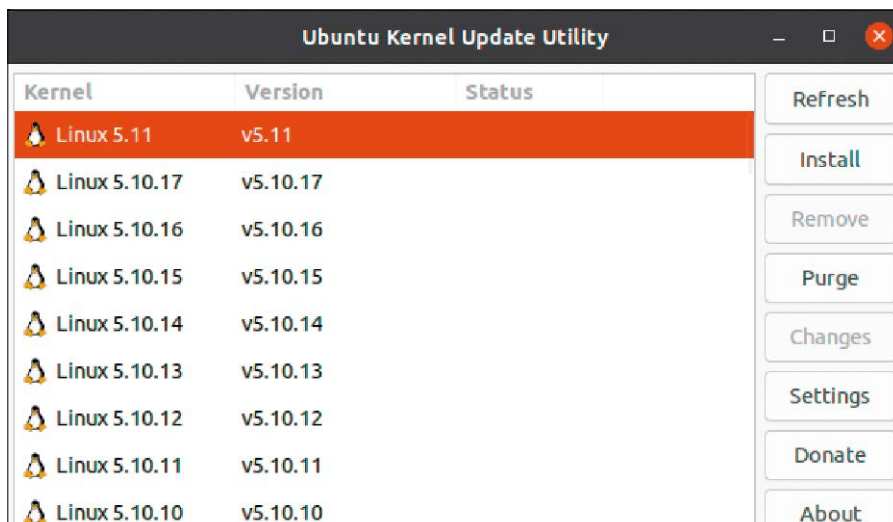 Ubuntu Kernel Update Utility
Kernel Version Status
Linux 5.11 v5.11
Linux 5.10.17 v5.10.17
Linux 5.10.16 v5.10.16
Linux 5.10.15 v5.10.15
Linux 5.10.14 v5.10.14
Linux 5.10.13 v5.10.13
Linux 5.10.12 v5.10.12
Linux 5.10.11 v5.10.11
Linux 5.10.10 v5.10.10
Refresh
Install
Remove
Purge
Changes
Settings
Donate
About